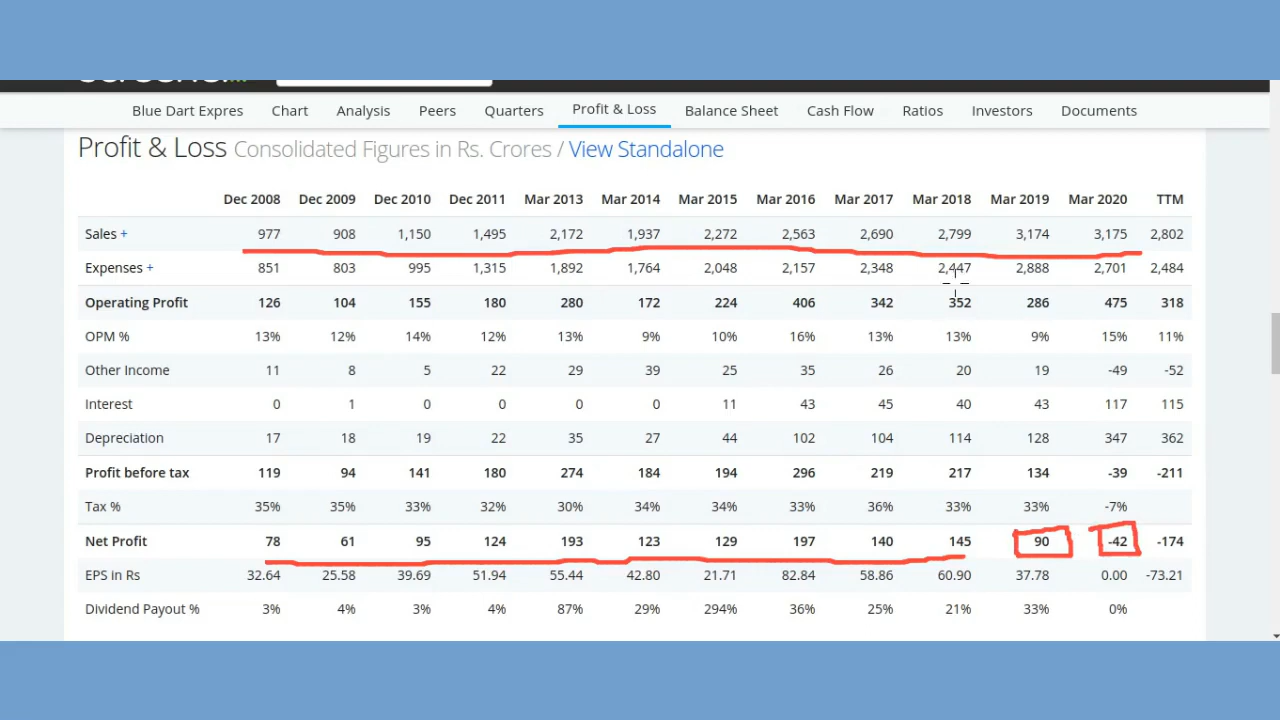 Blue Dart Expres Chart Analysis Peers Quarters Profit & Loss Balance Sheet Cash Flow Ratios Investors Documents
Profit & Loss Consolidated Figures in Rs. Crores / View Standalone
Dec 2008 Dec 2009 Dec 2010 Dec 2011 Mar 2013 Mar 2014 Mar 2015 Mar 2016 Mar 2017 Mar 2018 Mar 2019 Mar 2020 TTM
Sales + 977 908 1,150 1,495 2,172 1,937 2,272 2,563 2,690 2,799 3,174 3,175 2,802
Expenses + 851 803 995 1,315 1,892 1,764 2,048 2,157 2,348 2,447 2,888 2,701 2,484
Operating Profit 126 104 155 180 280 172 224 406 342 352 286 475 318
OPM % 13% 12% 14% 12% 13% 9% 10% 16% 13% 13% 9% 15% 11%
Other Income 11 8 5 22 29 39 25 35 26 20 19 -49 -52
Interest 0 1 0 0 0 0 11 43 45 40 43 117 115
Depreciation 17 18 19 22 35 27 44 102 104 114 128 347 362
Profit before tax 119 94 141 180 274 184 194 296 219 217 134 -39 -211
Tax % 35% 35% 33% 32% 30% 34% 34% 33% 36% 33% 33% -7%
Net Profit 78 61 95 124 193 123 129 197 140 145 90 -42 -174
EPS in Rs 32.64 25.58 39.69 51.94 55.44 42.80 21.71 82.84 58.86 60.90 37.78 0.00 -73.21
Dividend Payout % 3% 4% 3% 4% 87% 29% 294% 36% 25% 21% 33% 0%